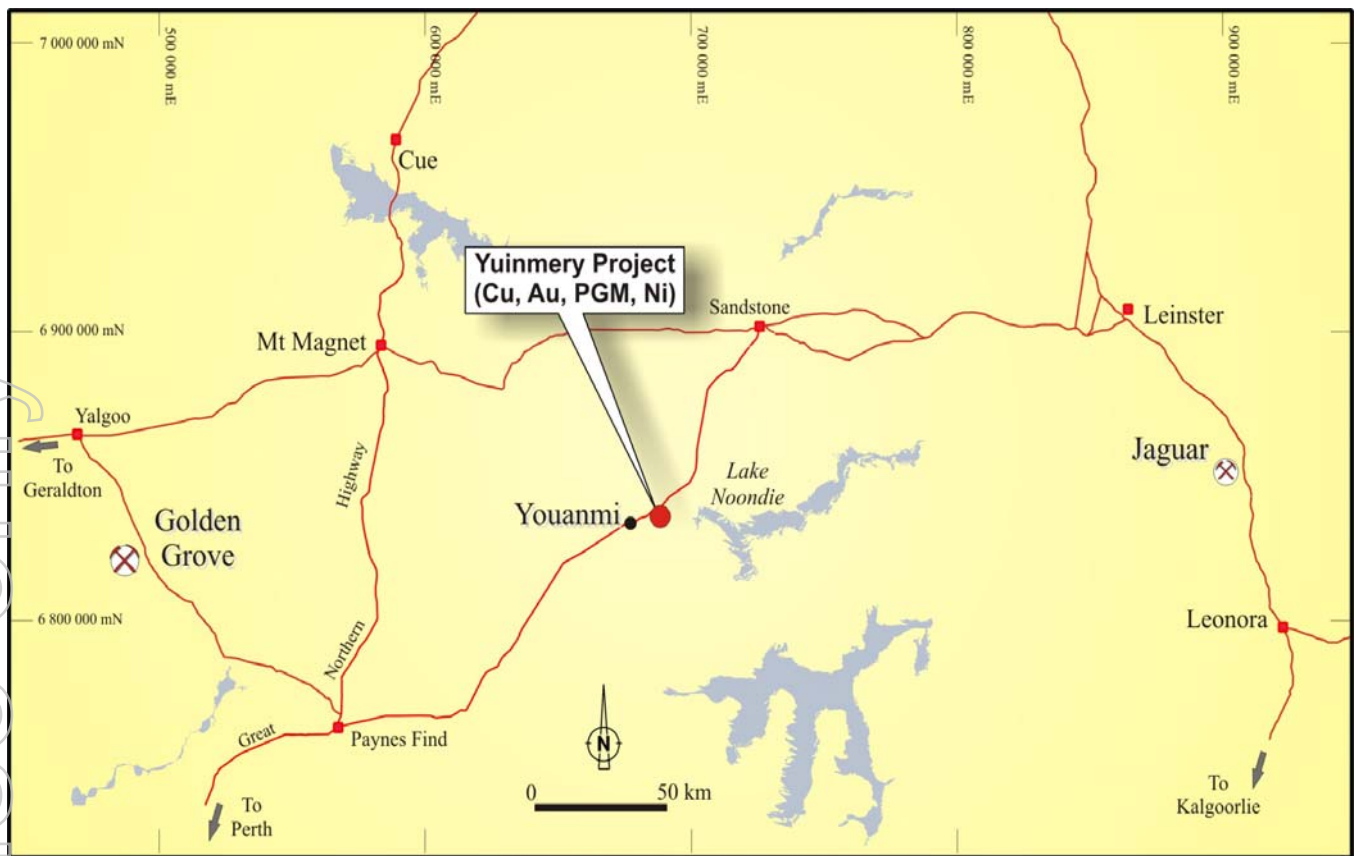 7 000 000 mN
500 000 mE
600 000 mE
700 000 mE
800 000 mE
900 000 mE
Cue
Yuinmery Project
(Cu, Au, PGM, Ni)
Sandstone
Leinster
6 900 000 mN
Mt Magnet
Yalgoo
To
Geraldton
Highway
Lake
Noondie
Jaguar
Youanmi
Golden
Grove
6 800 000 mN
Leonora
Northern
Great
Paynes Find
N
0 50 km
To
Perth
To
Kalgoorlie